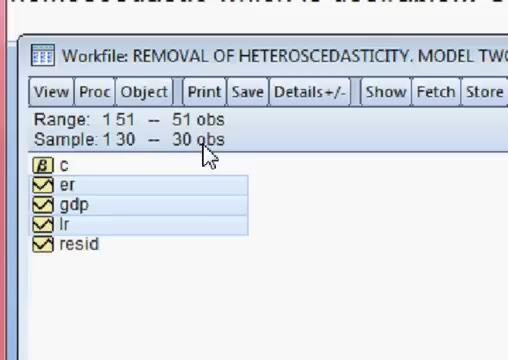 Workfile: REMOVAL OF HETEROSCEDASTICITY. MODEL TWO
View Proc Object Print Save Details+/- Show Fetch Store
Range: 1 51 -- 51 obs
Sample: 1 30 -- 30 obs
c
er
gdp
lr
resid